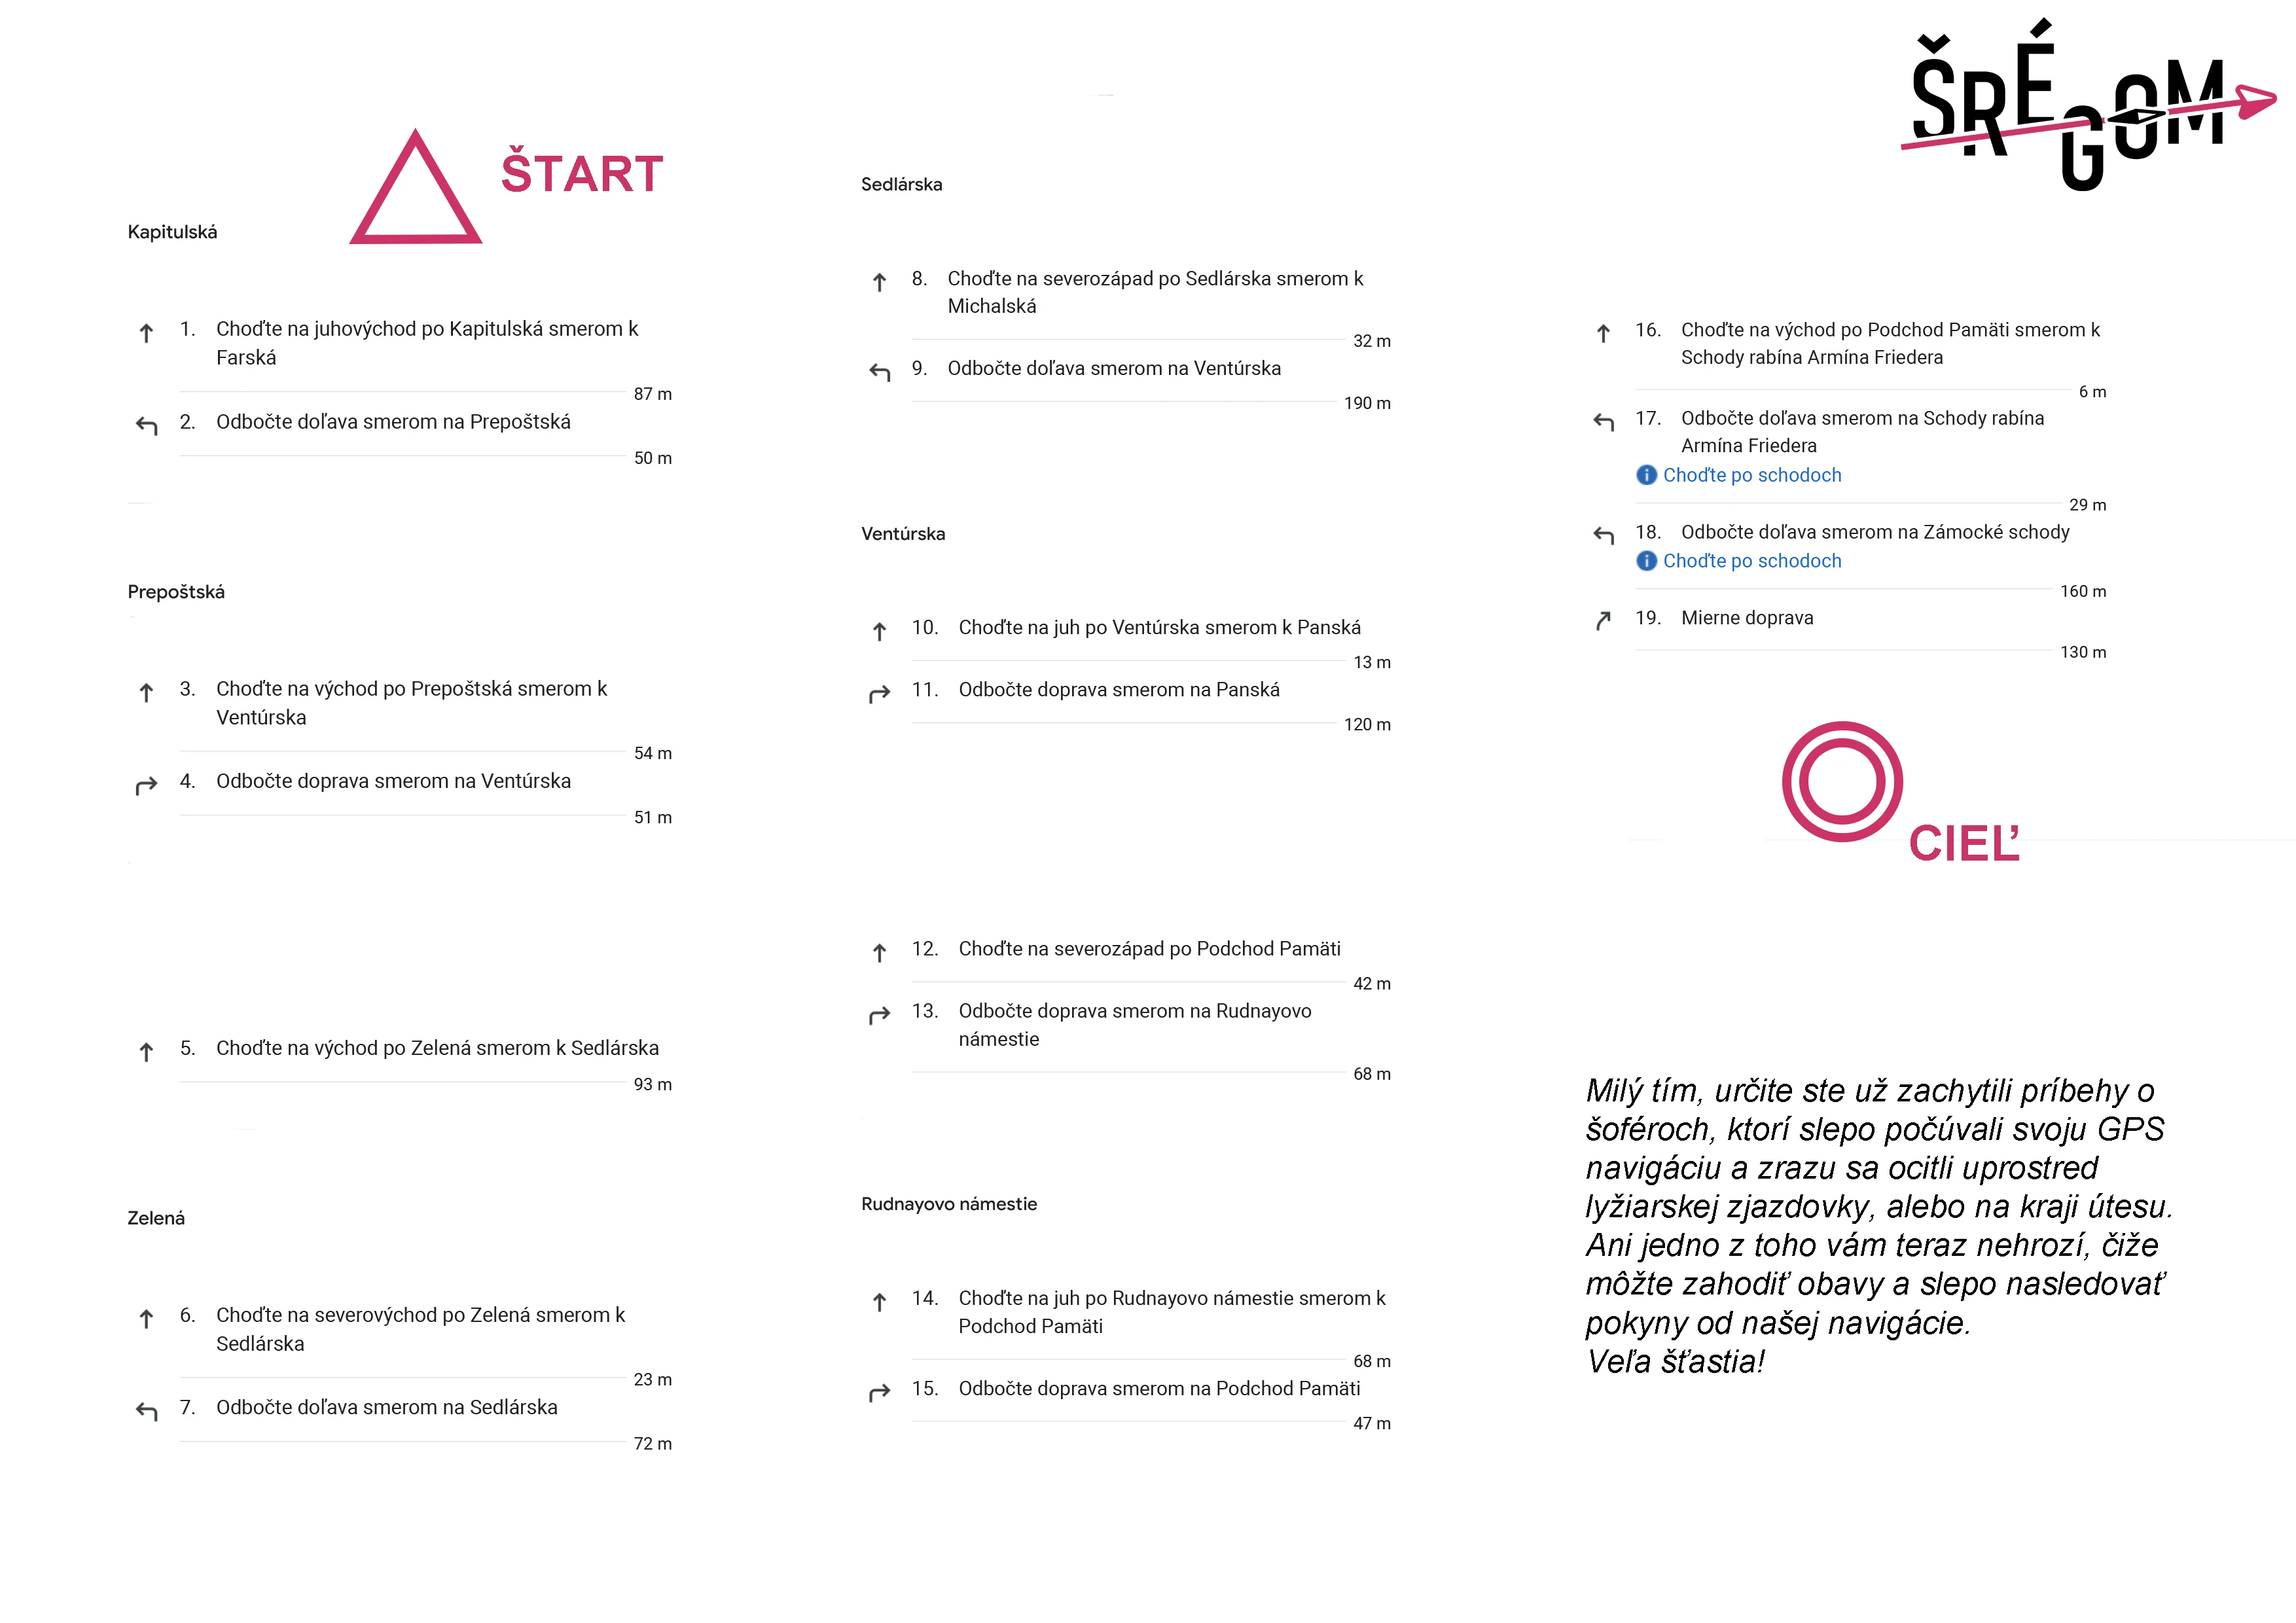 ŠTART
Kapitulská
1. Choďte na juhovýchod po Kapitulská smerom k
Farská
87 m
2. Odbočte doľava smerom na Prepoštská
50 m
Prepoštská
3. Choďte na východ po Prepoštská smerom k
Ventúrska
54 m
4. Odbočte doprava smerom na Ventúrska
51 m
5. Choďte na východ po Zelená smerom k Sedlárska
93 m
Zelená
6. Choďte na severovýchod po Zelená smerom k
Sedlárska
23 m
7. Odbočte doľava smerom na Sedlárska
72 m
Sedlárska
8. Choďte na severozápad po Sedlárska smerom k
Michalská
32 m
9. Odbočte doľava smerom na Ventúrska
190 m
Ventúrska
10. Choďte na juh po Ventúrska smerom k Panská
13 m
11. Odbočte doprava smerom na Panská
120 m
12. Choďte na severozápad po Podchod Pamäti
42 m
13. Odbočte doprava smerom na Rudnayovo
námestie
68 m
Rudnayovo námestie
14. Choďte na juh po Rudnayovo námestie smerom k
Podchod Pamäti
68 m
15. Odbočte doprava smerom na Podchod Pamäti
47 m
ŠRÉGOM
16. Choďte na východ po Podchod Pamäti smerom k
Schody rabína Armína Friedera
6 m
17. Odbočte doľava smerom na Schody rabína
Armína Friedera
Choďte po schodoch
29 m
18. Odbočte doľava smerom na Zámocké schody
Choďte po schodoch
160 m
19. Mierne doprava
130 m
CIEĽ
Milý tím, určite ste už zachytili príbehy o
šoféroch, ktorí slepo počúvali svoju GPS
navigáciu a zrazu sa ocitli uprostred
lyžiarskej zjazdovky, alebo na kraji útesu.
Ani jedno z toho vám teraz nehrozí, čiže
môžte zahodiť obavy a slepo nasledovať
pokyny od našej navigácie.
Veľa šťastia!